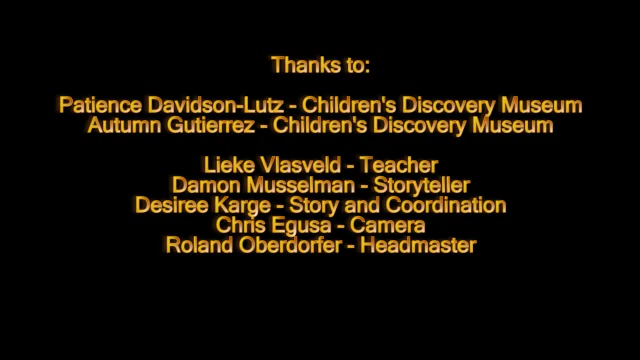 Thanks to:
Patience Davidson-Lutz - Children's Discovery Museum
Autumn Gutierrez - Children's Discovery Museum
Lieke Vlasveld - Teacher
Damon Musselman - Storyteller
Desiree Karge - Story and Coordination
Chris Egusa - Camera
Roland Oberdorfer - Headmaster